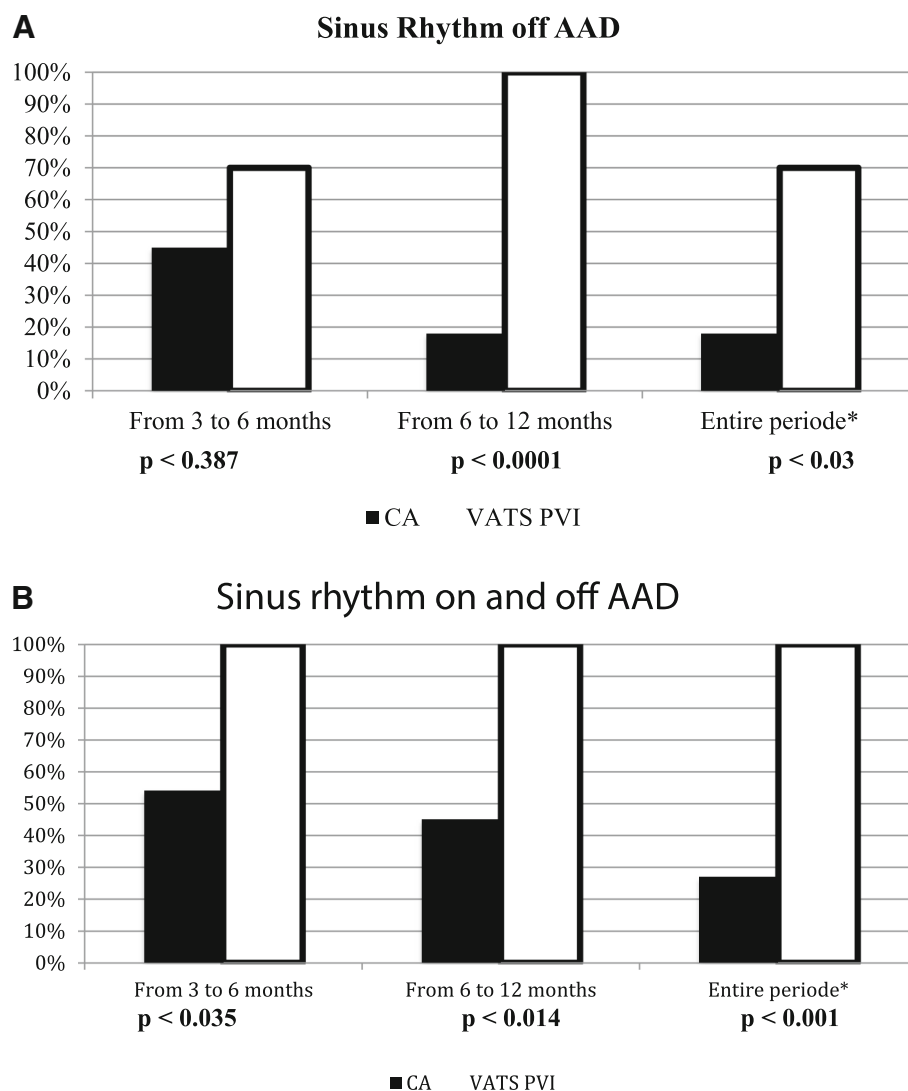 A
Sinus Rhythm off AAD
100%
90%
80%
70%
60%
50%
40%
30%
20%
10%
0%
From 3 to 6 months From 6 to 12 months Entire periode*
p < 0.387 p < 0.0001 p < 0.03
CA VATS PVI
B
Sinus rhythm on and off AAD
100%
90%
80%
70%
60%
50%
40%
30%
20%
10%
0%
From 3 to 6 months From 6 to 12 months Entire periode*
p < 0.035 p < 0.014 p < 0.001
CA VATS PVI